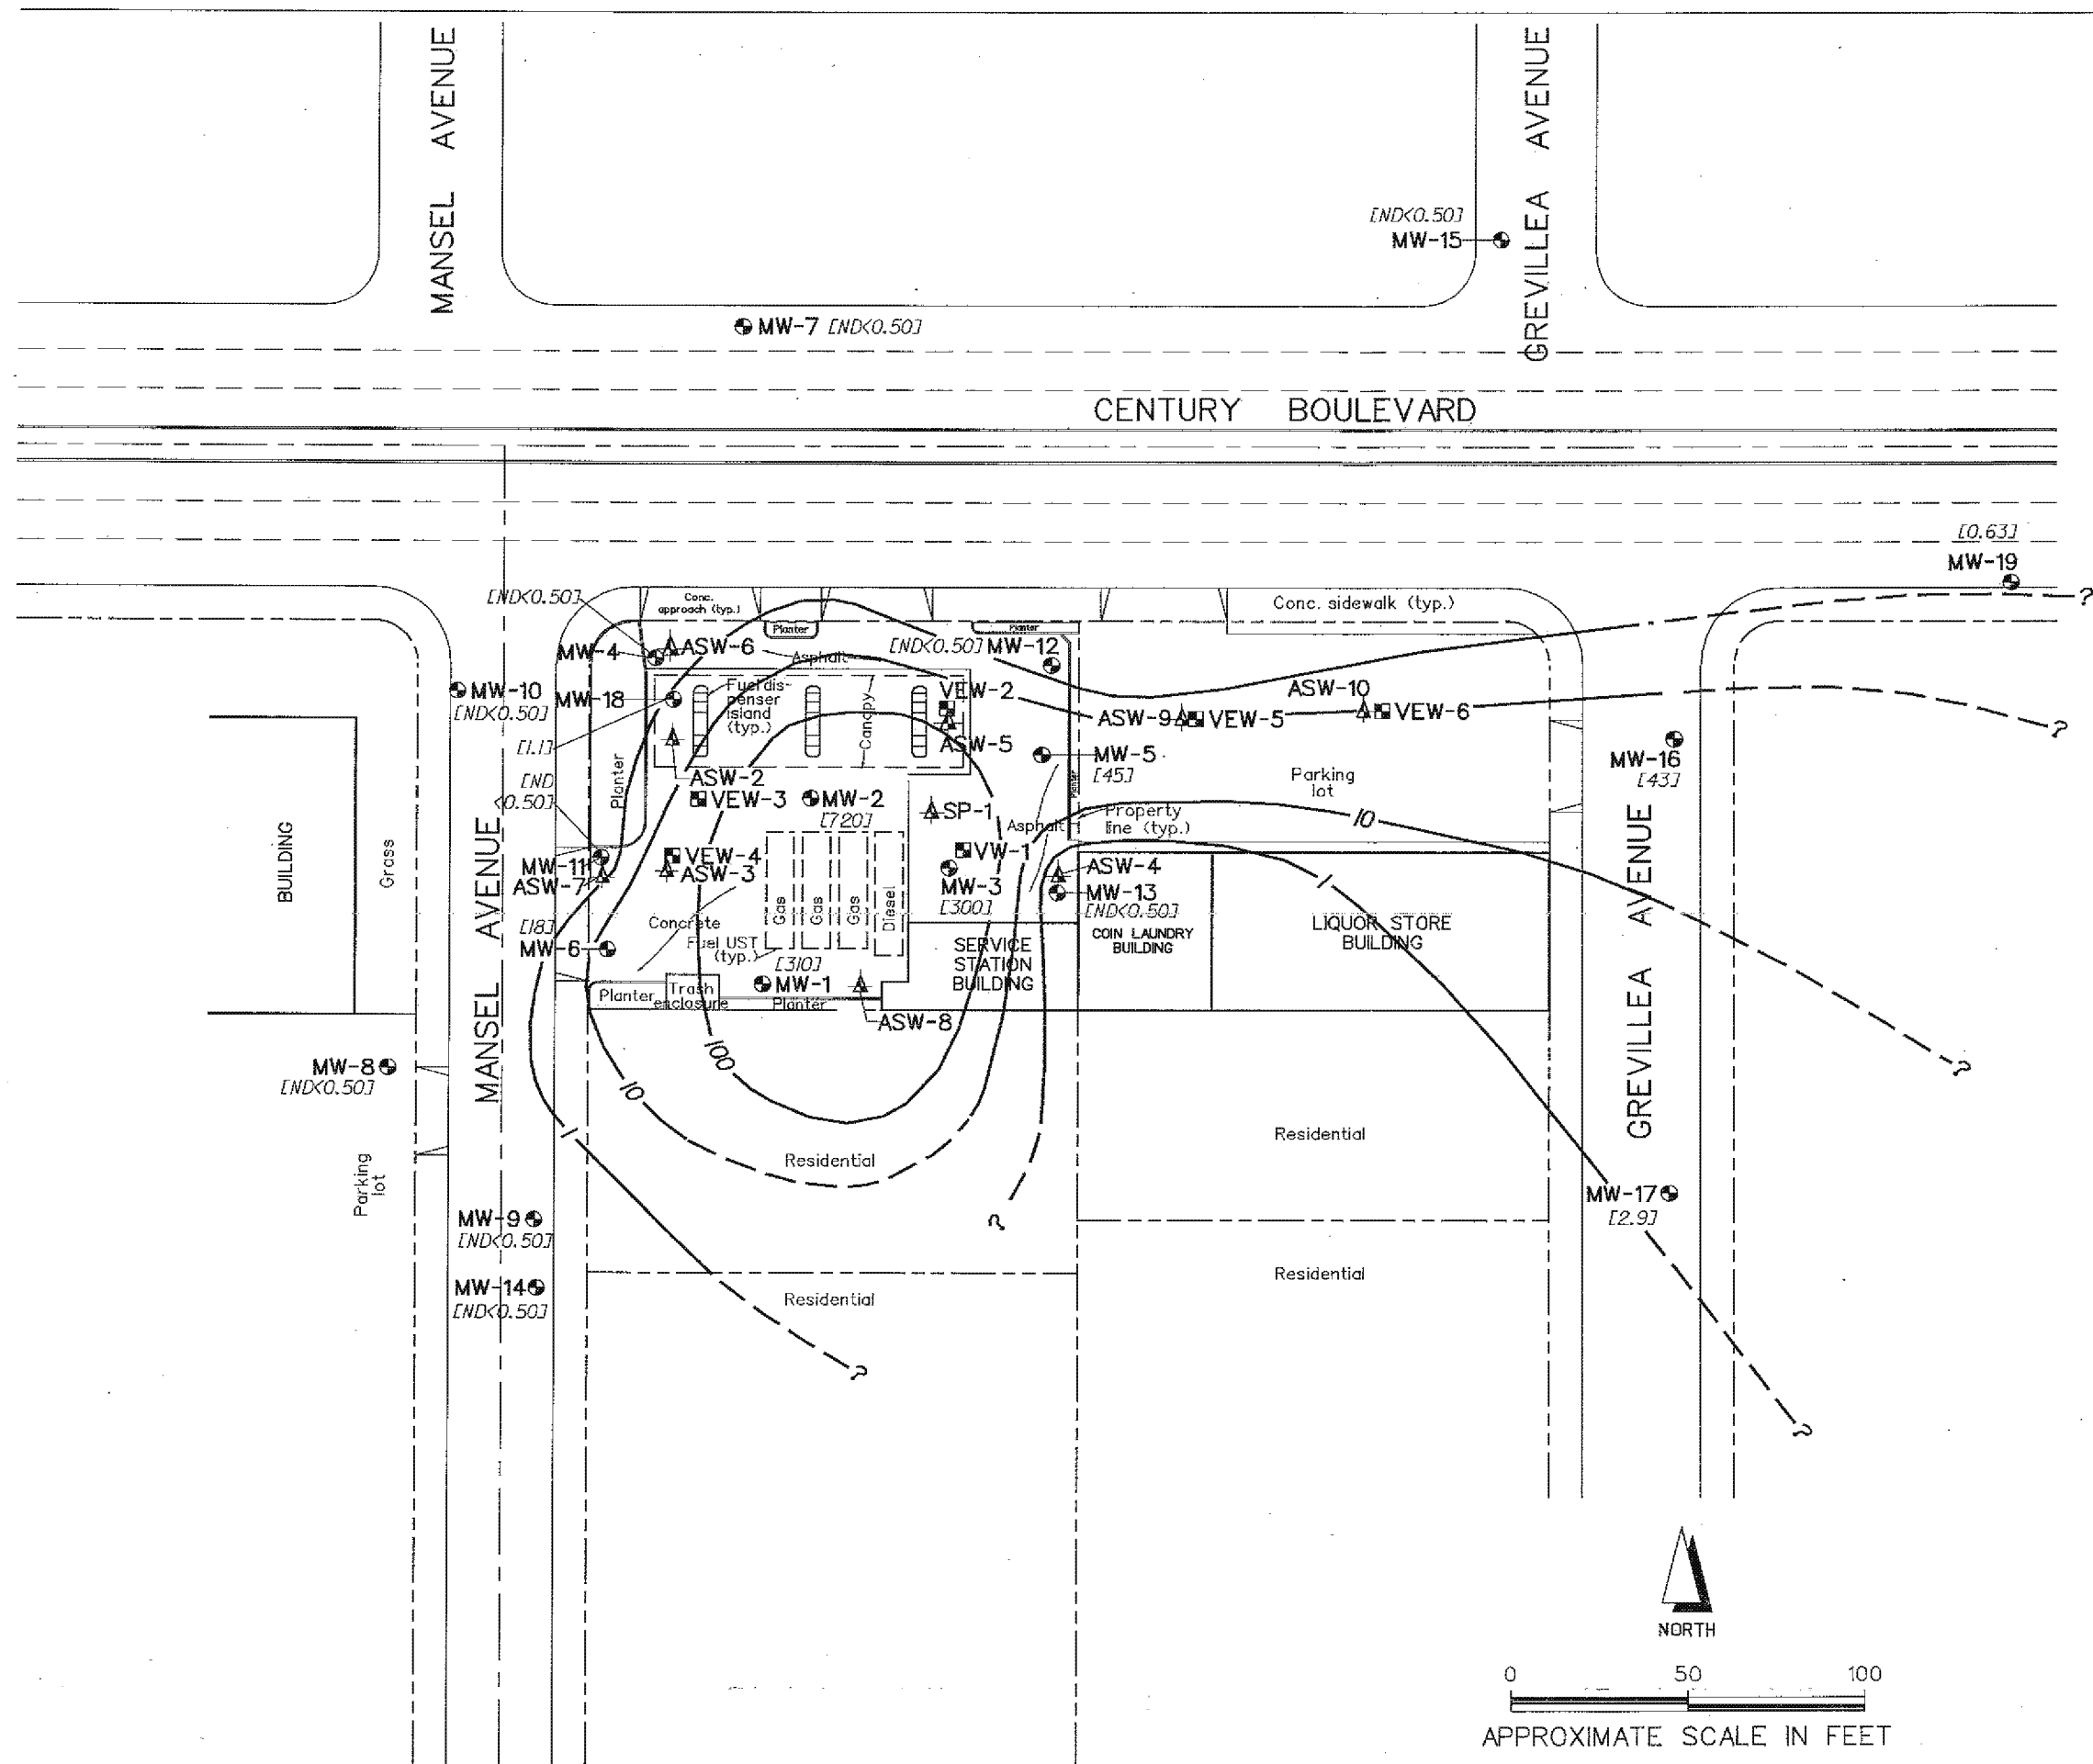 MANSEL AVENUE
GREVILLEA AVENUE
[ND<0.50]
MW-15
MW-7 [ND<0.50]
CENTURY BOULEVARD
[0.63]
MW-19
?
[ND<0.50]
Conc.
approach (typ.)
Conc. sidewalk (typ.)
Planter
Planter
MW-4
ASW-6
Asphalt
[ND<0.50] MW-12
MW-10
[ND<0.50]
MW-18
Fuel dis-
penser
island
(typ.)
Canopy
VEW-2
ASW-10
ASW-9
VEW-5
VEW-6
?
[1.1]
ASW-5
MW-5
[45]
MW-16
[43]
[ND
<0.50]
Planter
ASW-2
VEW-3
MW-2
[720]
SP-1
Planter
Parking
lot
Asphalt
Property
line (typ.)
10
BUILDING
Grass
MW-11
ASW-7
VEW-4
ASW-3
VW-1
MW-3
[300]
ASW-4
MW-13
[ND<0.50]
1
MANSEL AVENUE
GREVILLEA AVENUE
[18]
MW-6
Concrete
Fuel UST
(typ.)
Gas
Gas
Gas
Diesel
SERVICE
STATION
BUILDING
COIN LAUNDRY
BUILDING
LIQUOR STORE
BUILDING
[310]
MW-1
Planter
Trash
enclosure
Planter
ASW-8
100
10
MW-8
[ND<0.50]
?
1
Residential
Residential
Parking
lot
MW-17
[2.9]
MW-9
[ND<0.50]
?
MW-14
[ND<0.50]
Residential
Residential
?
?
NORTH
0 50 100
APPROXIMATE SCALE IN FEET